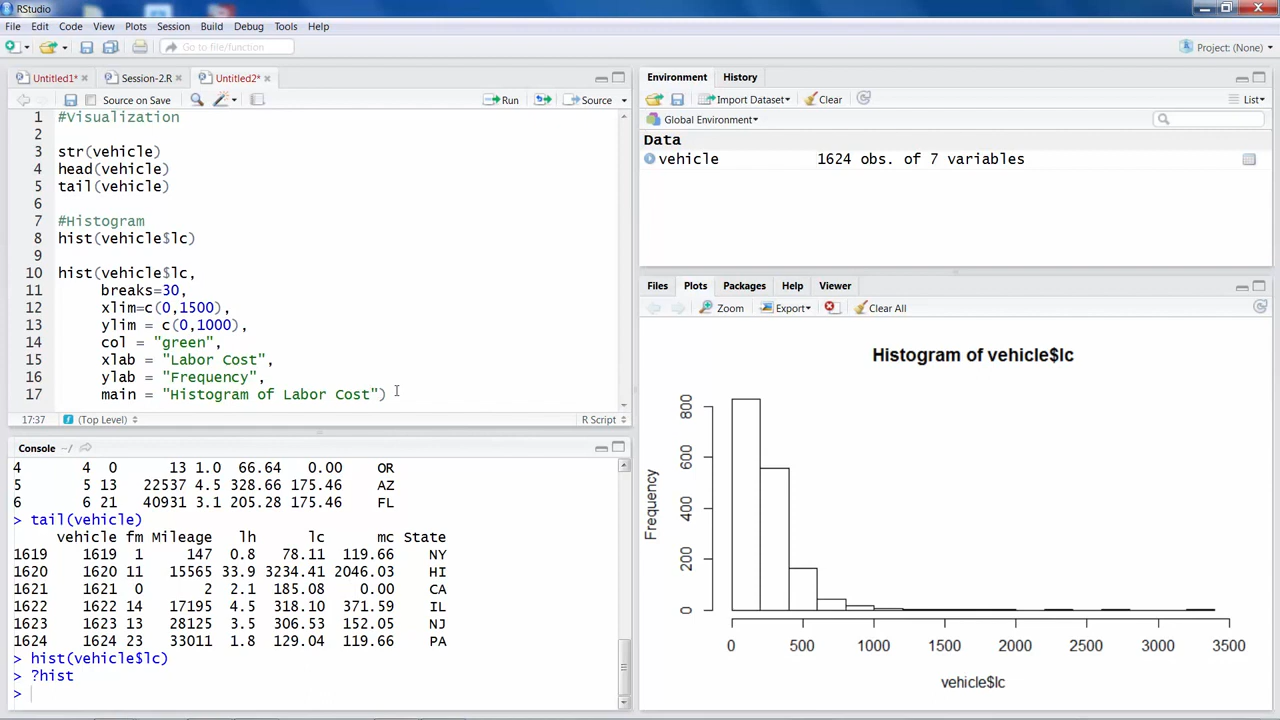 RStudio
File Edit Code View Plots Session Build Debug Tools Help
Go to file/function
Project: (None)
Untitled1* Session-2.R Untitled2*
Source on Save Run Source
1 #Visualization
2
3 str(vehicle)
4 head(vehicle)
5 tail(vehicle)
6
7 #Histogram
8 hist(vehicle$lc)
9
10 hist(vehicle$lc,
11 breaks=30,
12 xlim=c(0,1500),
13 ylim = c(0,1000),
14 col = "green",
15 xlab = "Labor Cost",
16 ylab = "Frequency",
17 main = "Histogram of Labor Cost")
17:37 (Top Level) R Script
Console ~/
4 4 0 13 1.0 66.64 0.00 OR
5 5 13 22537 4.5 328.66 175.46 AZ
6 6 21 40931 3.1 205.28 175.46 FL
> tail(vehicle)
vehicle fm Mileage lh lc mc State
1619 1619 1 147 0.8 78.11 119.66 NY
1620 1620 11 15565 33.9 3234.41 2046.03 HI
1621 1621 0 2 2.1 185.08 0.00 CA
1622 1622 14 17195 4.5 318.10 371.59 IL
1623 1623 13 28125 3.5 306.53 152.05 NJ
1624 1624 23 33011 1.8 129.04 119.66 PA
> hist(vehicle$lc)
> ?hist
>
Environment History
Import Dataset Clear List
Global Environment
Data
vehicle 1624 obs. of 7 variables
Files Plots Packages Help Viewer
Zoom Export Clear All
Histogram of vehicle$lc
Frequency
800
600
400
200
0
0 500 1000 1500 2000 2500 3000 3500
vehicle$lc